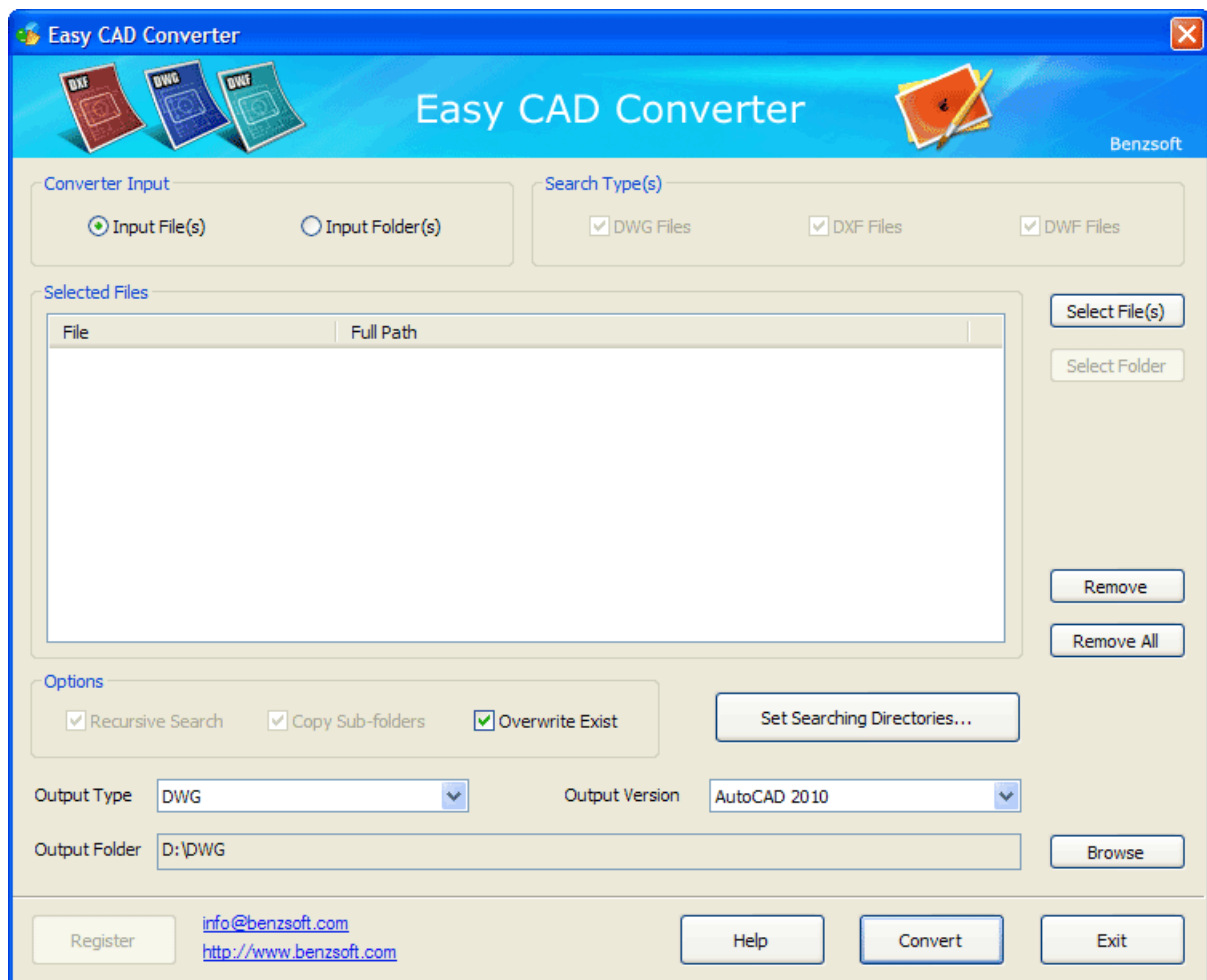 Easy CAD Converter
DXF DWG DWF
Easy CAD Converter
Benzsoft
Converter Input
Input File(s) Input Folder(s)
Search Type(s)
DWG Files DXF Files DWF Files
Selected Files
File Full Path
Select File(s)
Select Folder
Remove
Remove All
Options
Recursive Search Copy Sub-folders Overwrite Exist
Set Searching Directories...
Output Type DWG Output Version AutoCAD 2010
Output Folder D:\DWG Browse
Register
info@benzsoft.com
http://www.benzsoft.com
Help Convert Exit